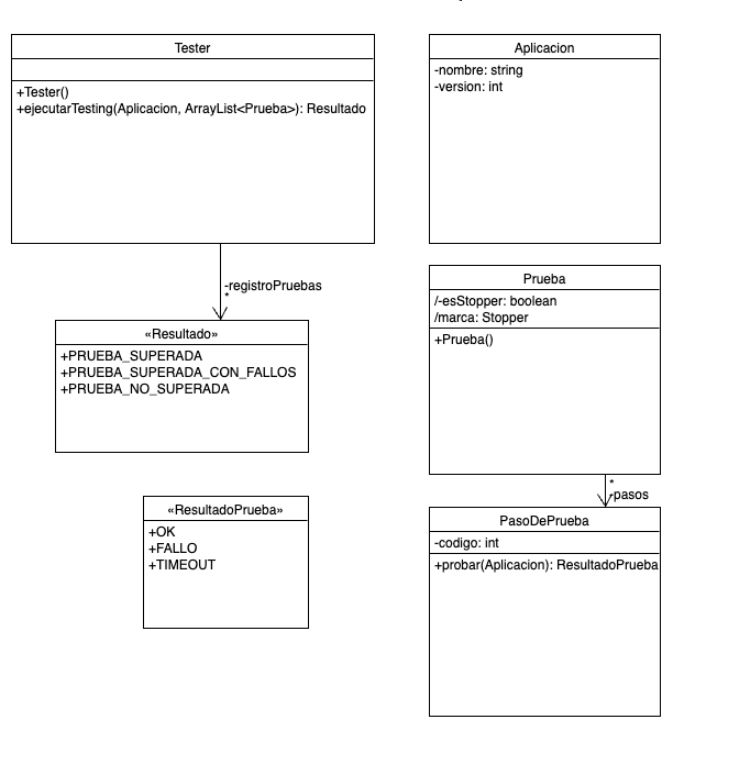 Tester
+Tester()
+ejecutarTesting(Aplicacion, ArrayList<Prueba>): Resultado
Aplicacion
-nombre: string
-version: int
-registroPruebas
*
«Resultado»
+PRUEBA_SUPERADA
+PRUEBA_SUPERADA_CON_FALLOS
+PRUEBA_NO_SUPERADA
Prueba
/-esStopper: boolean
/marca: Stopper
+Prueba()
*
-pasos
«ResultadoPrueba»
+OK
+FALLO
+TIMEOUT
PasoDePrueba
-codigo: int
+probar(Aplicacion): ResultadoPrueba